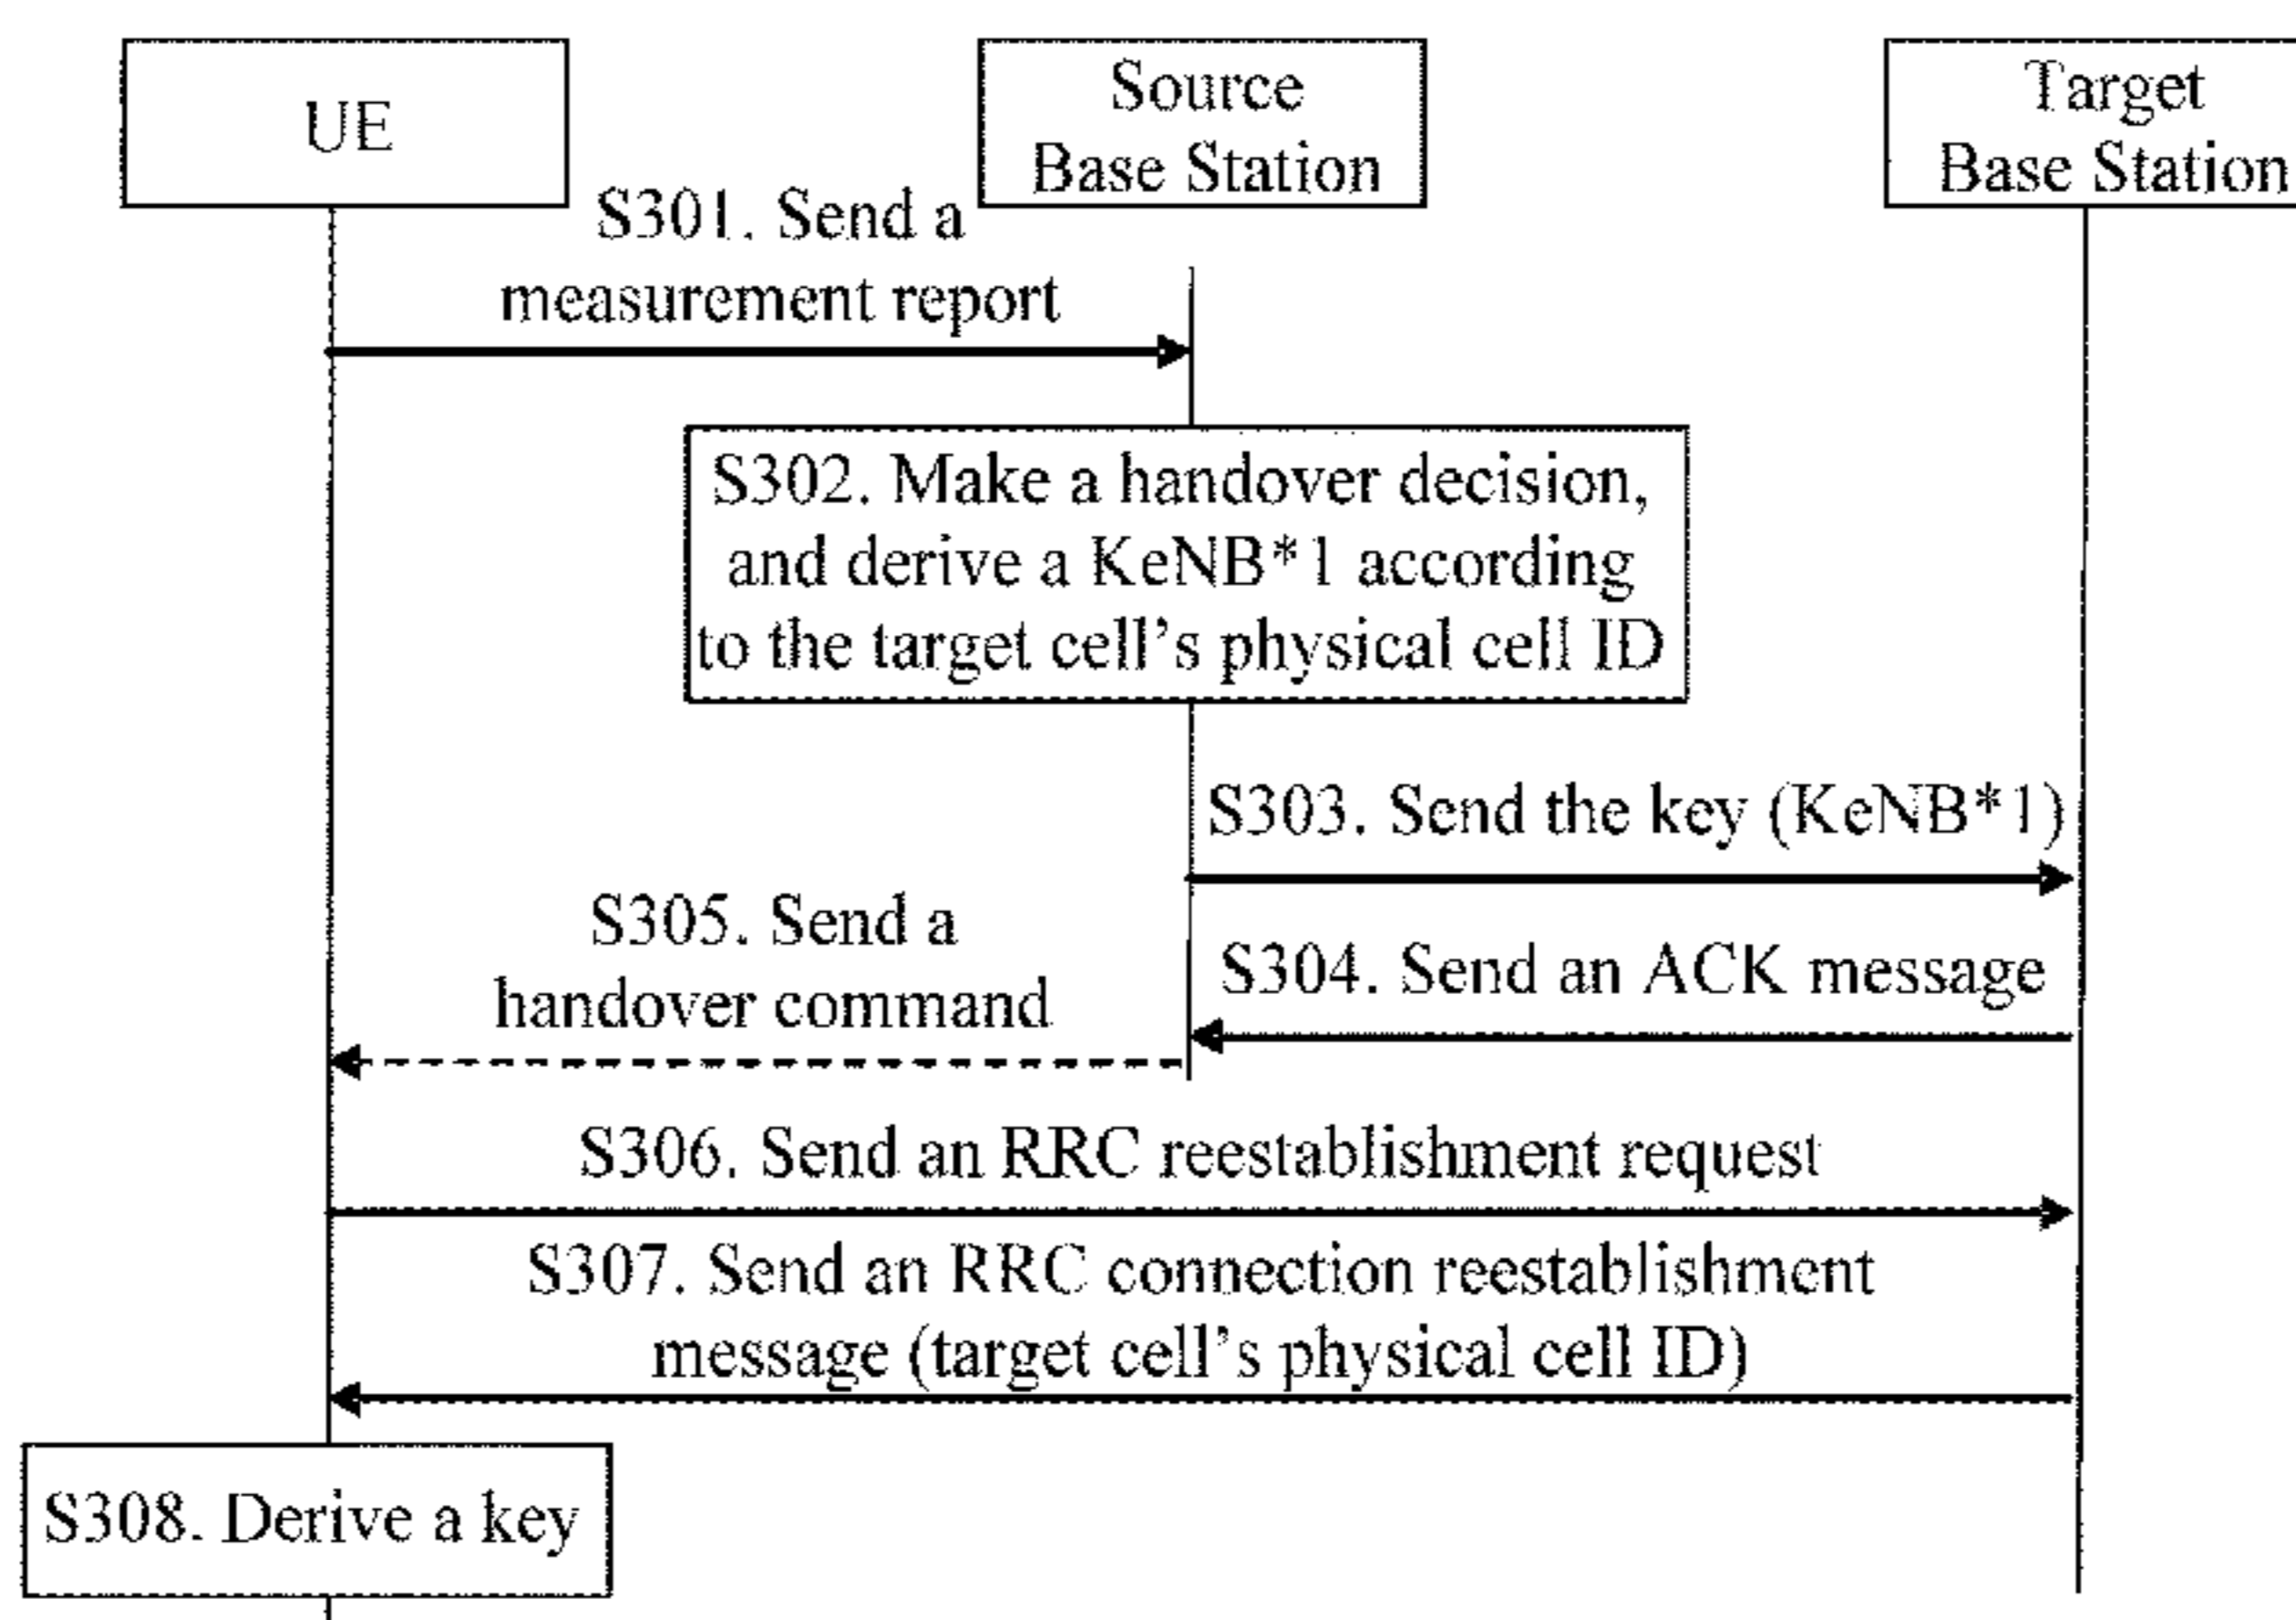 UE
Source
Base Station
Target
Base Station
S301. Send a
measurement report
S302. Make a handover decision,
and derive a KeNB*1 according
to the target cell's physical cell ID
S303. Send the key (KeNB*1)
S305. Send a
handover command
S304. Send an ACK message
S306. Send an RRC reestablishment request
S307. Send an RRC connection reestablishment
message (target cell's physical cell ID)
S308. Derive a key